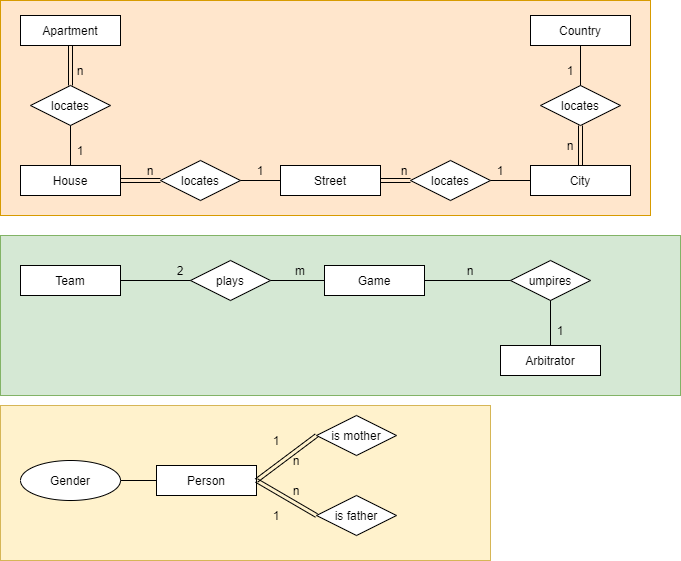 Apartment
Country
n
1
locates
locates
1
n
n
1
n
1
House
locates
Street
locates
City
2
m
n
Team
plays
Game
umpires
1
Arbitrator
1
is mother
n
Gender
Person
n
1
is father